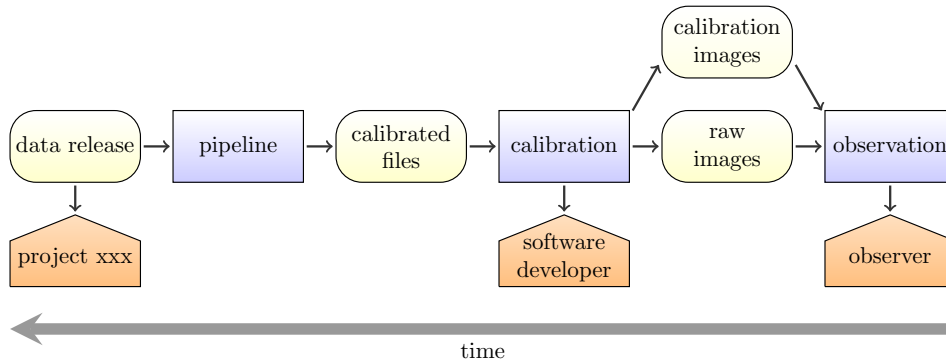 calibration
images
data release
pipeline
calibrated
files
calibration
raw
images
observation
project xxx
software
developer
observer
time